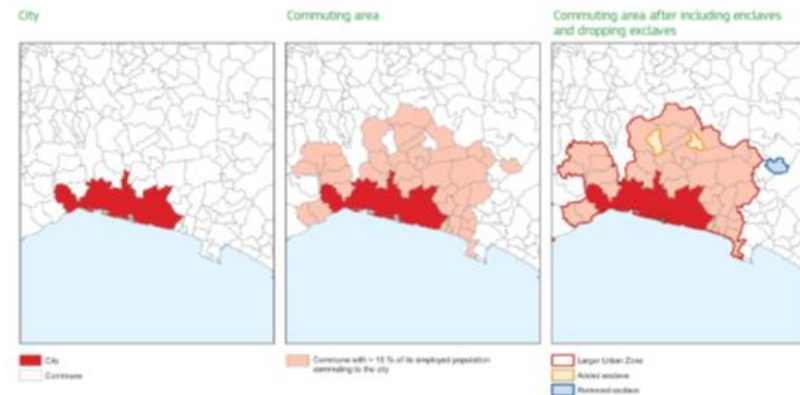 City
Commuting area
Commuting area after including enclaves
and dropping exclaves
City
Commune
Commune with > 15 % of its employed population
commuting to the city
Larger Urban Zone
Added enclave
Removed exclave